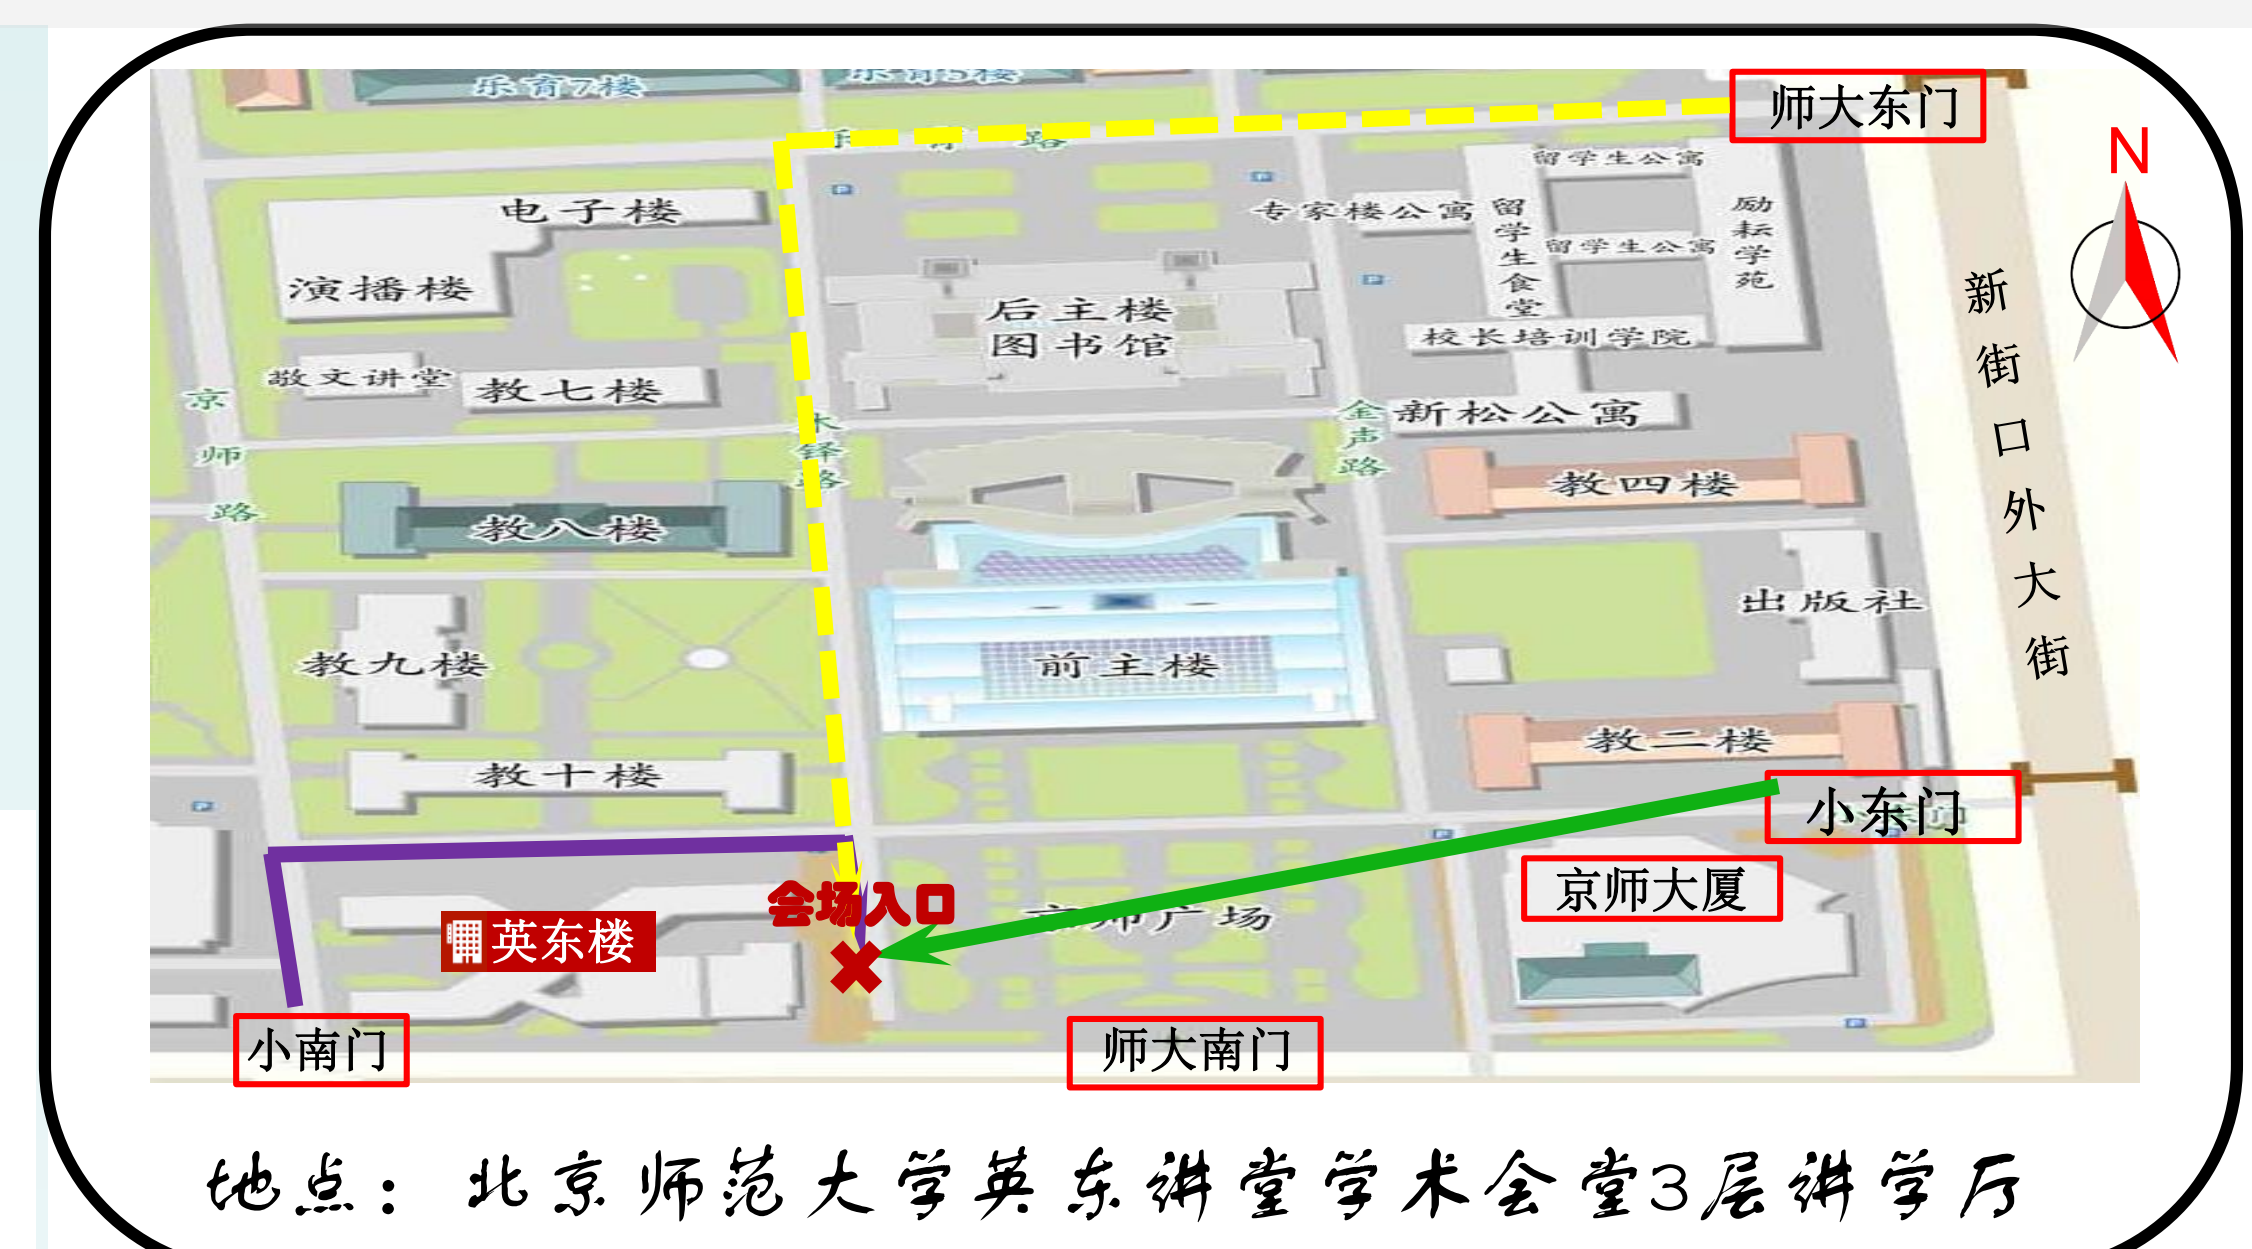 乐育7楼
乐育5楼
师大东门
N
乐育路
留学生公寓
电子楼
专家楼公寓
留学生食堂
励耘学苑
留学生公寓
演播楼
后主楼
图书馆
校长培训学院
新街口外大街
敬文讲堂
教七楼
京师路
木铎路
金声路
新松公寓
教四楼
教八楼
出版社
教九楼
前主楼
教二楼
教十楼
小东门
京师大厦
会场入口
京师广场
英东楼
小南门
师大南门
地点：北京师范大学英东讲堂学术会堂3层讲学厅